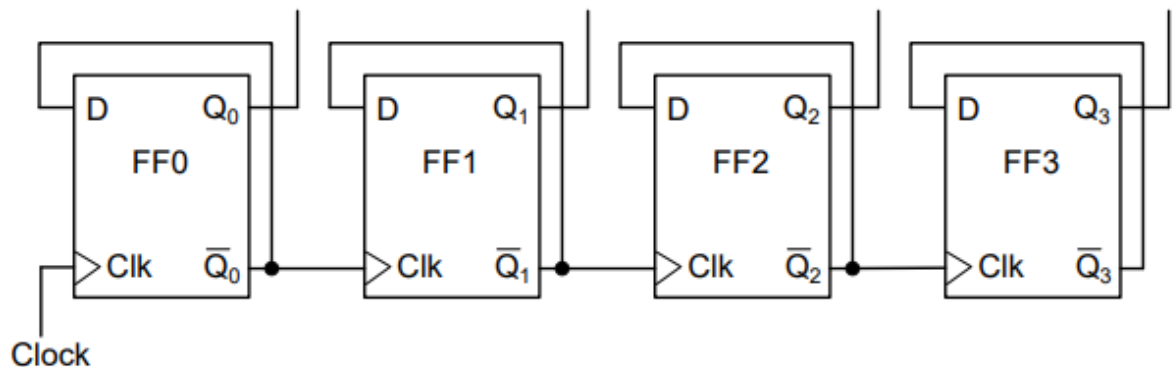 D Q₀ D Q₁ D Q₂ D Q₃
FF0 FF1 FF2 FF3
Clk Q̅₀ Clk Q̅₁ Clk Q̅₂ Clk Q̅₃
Clock